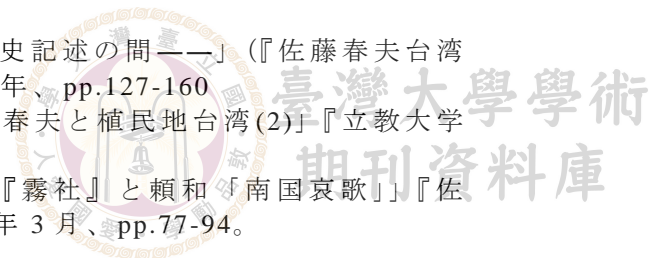 史記述の間――」(『佐藤春夫台湾
年、pp.127-160
春夫と植民地台湾(2)」『立教大学
『霧社』と頼和「南国哀歌」」『佐
年 3 月、pp.77-94。
臺灣大學學術
期刊資料庫